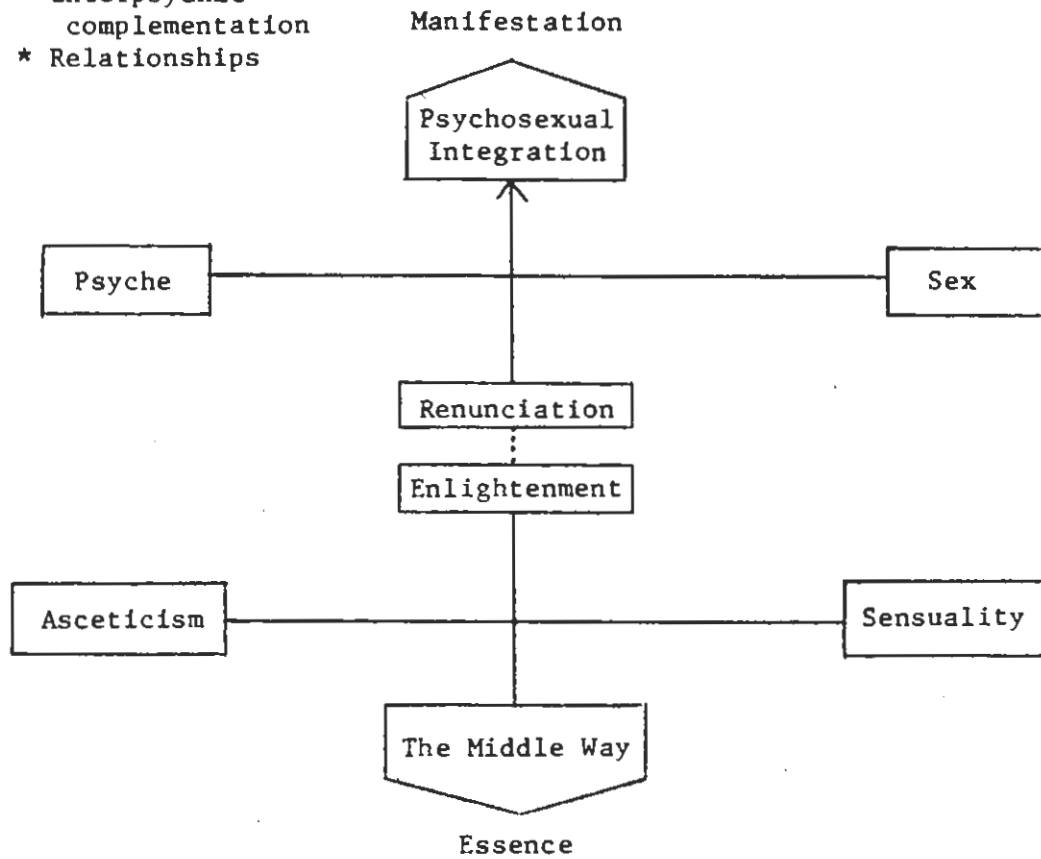 complementation
* Relationships
Manifestation
Psychosexual
Integration
Psyche
Sex
Renunciation
Enlightenment
Asceticism
Sensuality
The Middle Way
Essence